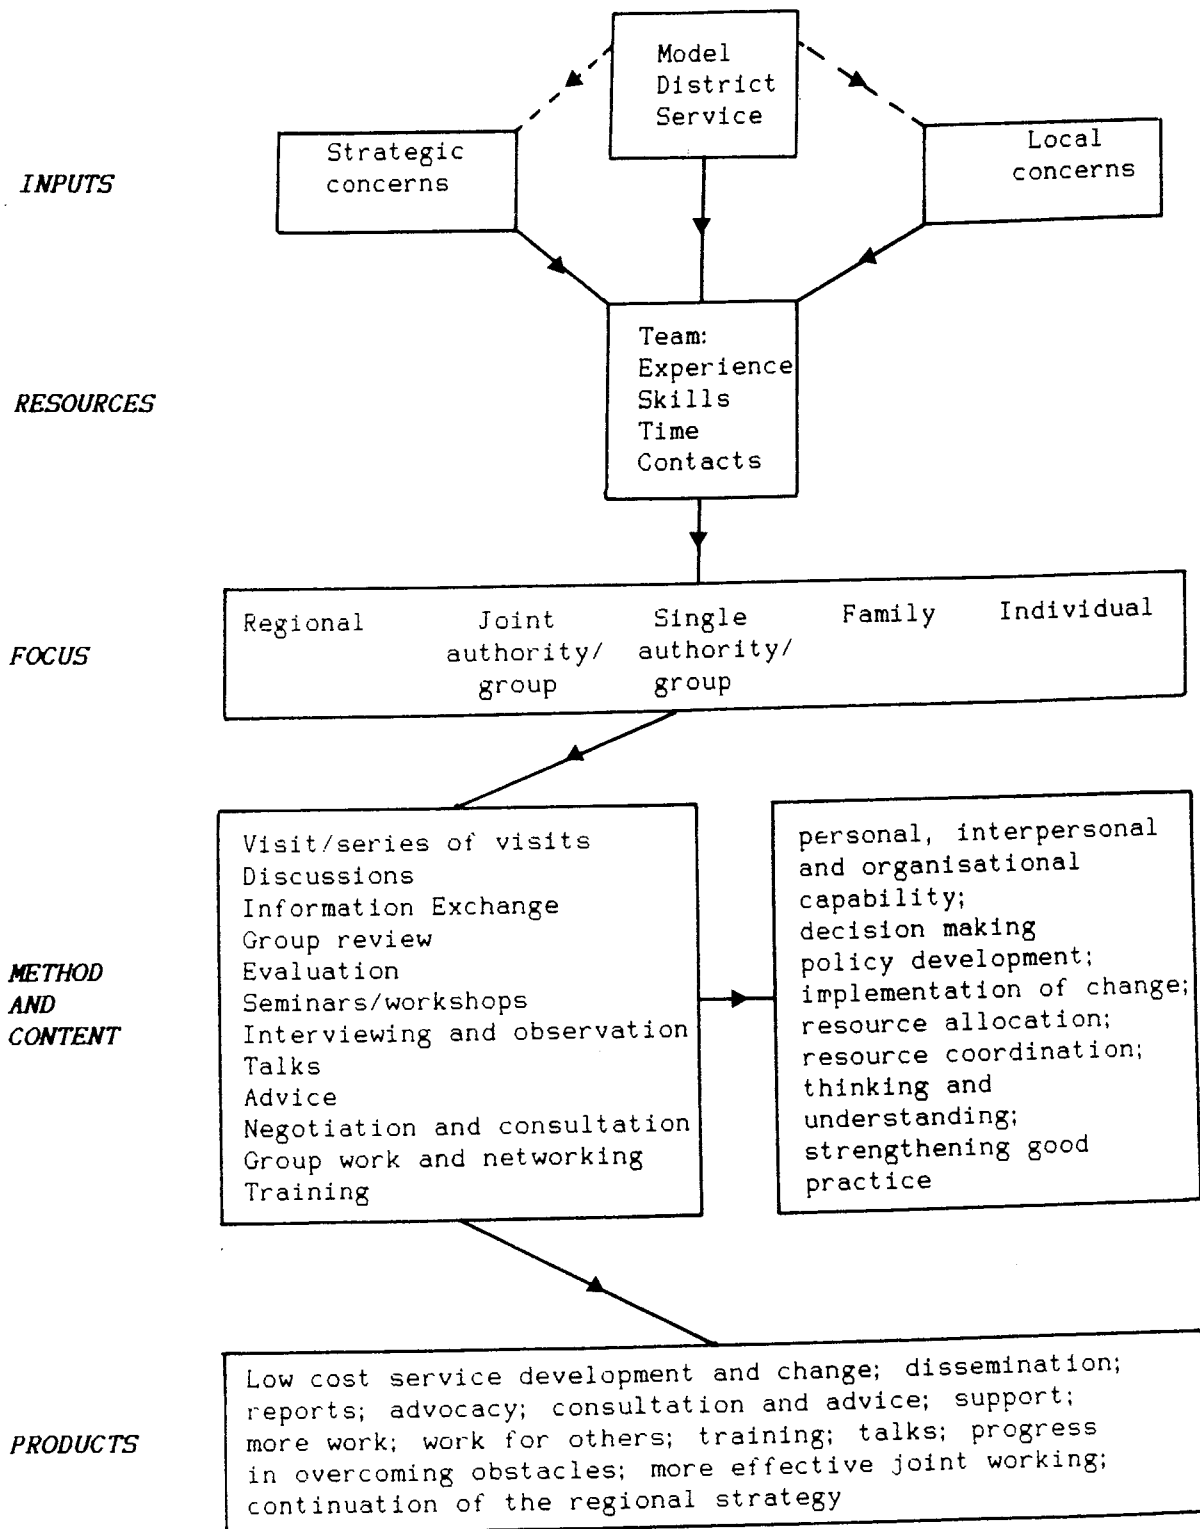 Model
District
Service
Strategic
concerns
Local
concerns
INPUTS
Team:
Experience
Skills
Time
Contacts
RESOURCES
Regional
Joint
authority/
group
Single
authority/
group
Family
Individual
FOCUS
Visit/series of visits
Discussions
Information Exchange
Group review
Evaluation
Seminars/workshops
Interviewing and observation
Talks
Advice
Negotiation and consultation
Group work and networking
Training
METHOD
AND
CONTENT
personal, interpersonal
and organisational
capability;
decision making
policy development;
implementation of change;
resource allocation;
resource coordination;
thinking and
understanding;
strengthening good
practice
PRODUCTS
Low cost service development and change; dissemination;
reports; advocacy; consultation and advice; support;
more work; work for others; training; talks; progress
in overcoming obstacles; more effective joint working;
continuation of the regional strategy